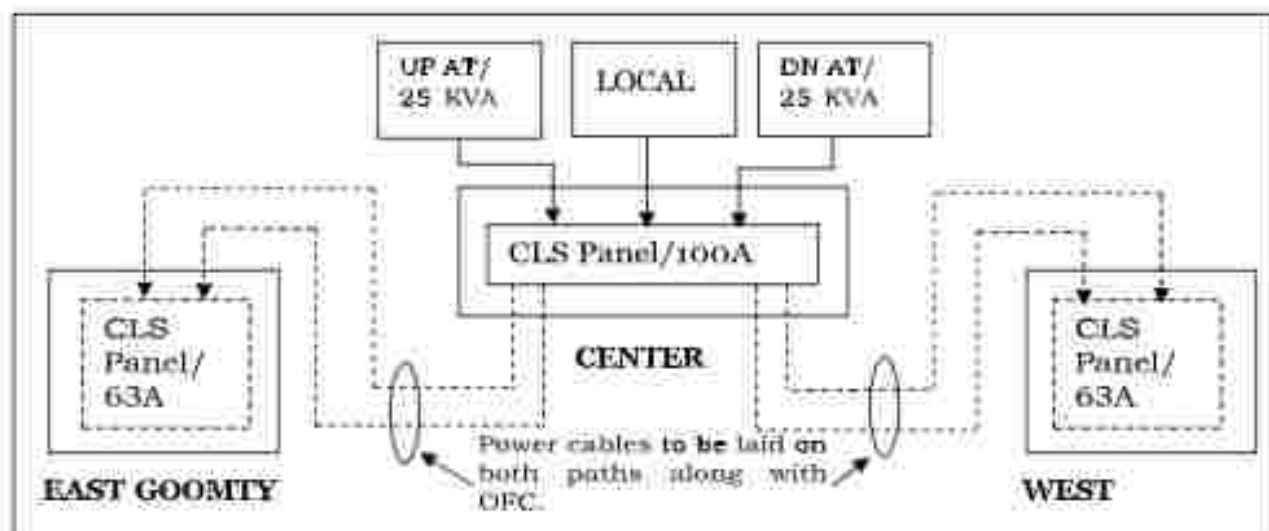 UP AT/
25 KVA
LOCAL
DN AT/
25 KVA
CLS Panel/100A
CLS
Panel/
63A
CENTER
CLS
Panel/
63A
Power cables to be laid on
both paths along with
OFC.
EAST GOOMTY
WEST